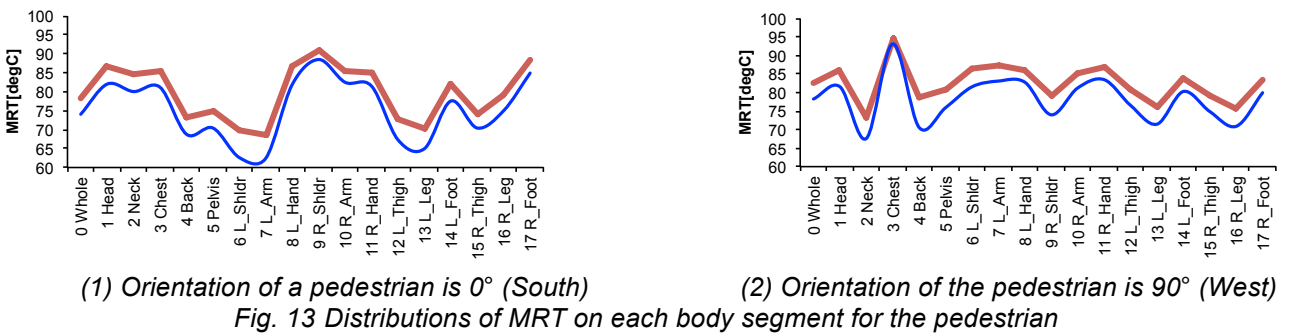 MRT[degC]
100
95
90
85
80
75
70
65
60
0 Whole
1 Head
2 Neck
3 Chest
4 Back
5 Pelvis
6 L_Shldr
7 L_Arm
8 L_Hand
9 R_Shldr
10 R_Arm
11 R_Hand
12 L_Thigh
13 L_Leg
14 L_Foot
15 R_Thigh
16 R_Leg
17 R_Foot
(1) Orientation of a pedestrian is 0° (South)
MRT[degC]
100
95
90
85
80
75
70
65
60
0 Whole
1 Head
2 Neck
3 Chest
4 Back
5 Pelvis
6 L_Shldr
7 L_Arm
8 L_Hand
9 R_Shldr
10 R_Arm
11 R_Hand
12 L_Thigh
13 L_Leg
14 L_Foot
15 R_Thigh
16 R_Leg
17 R_Foot
(2) Orientation of the pedestrian is 90° (West)
Fig. 13 Distributions of MRT on each body segment for the pedestrian